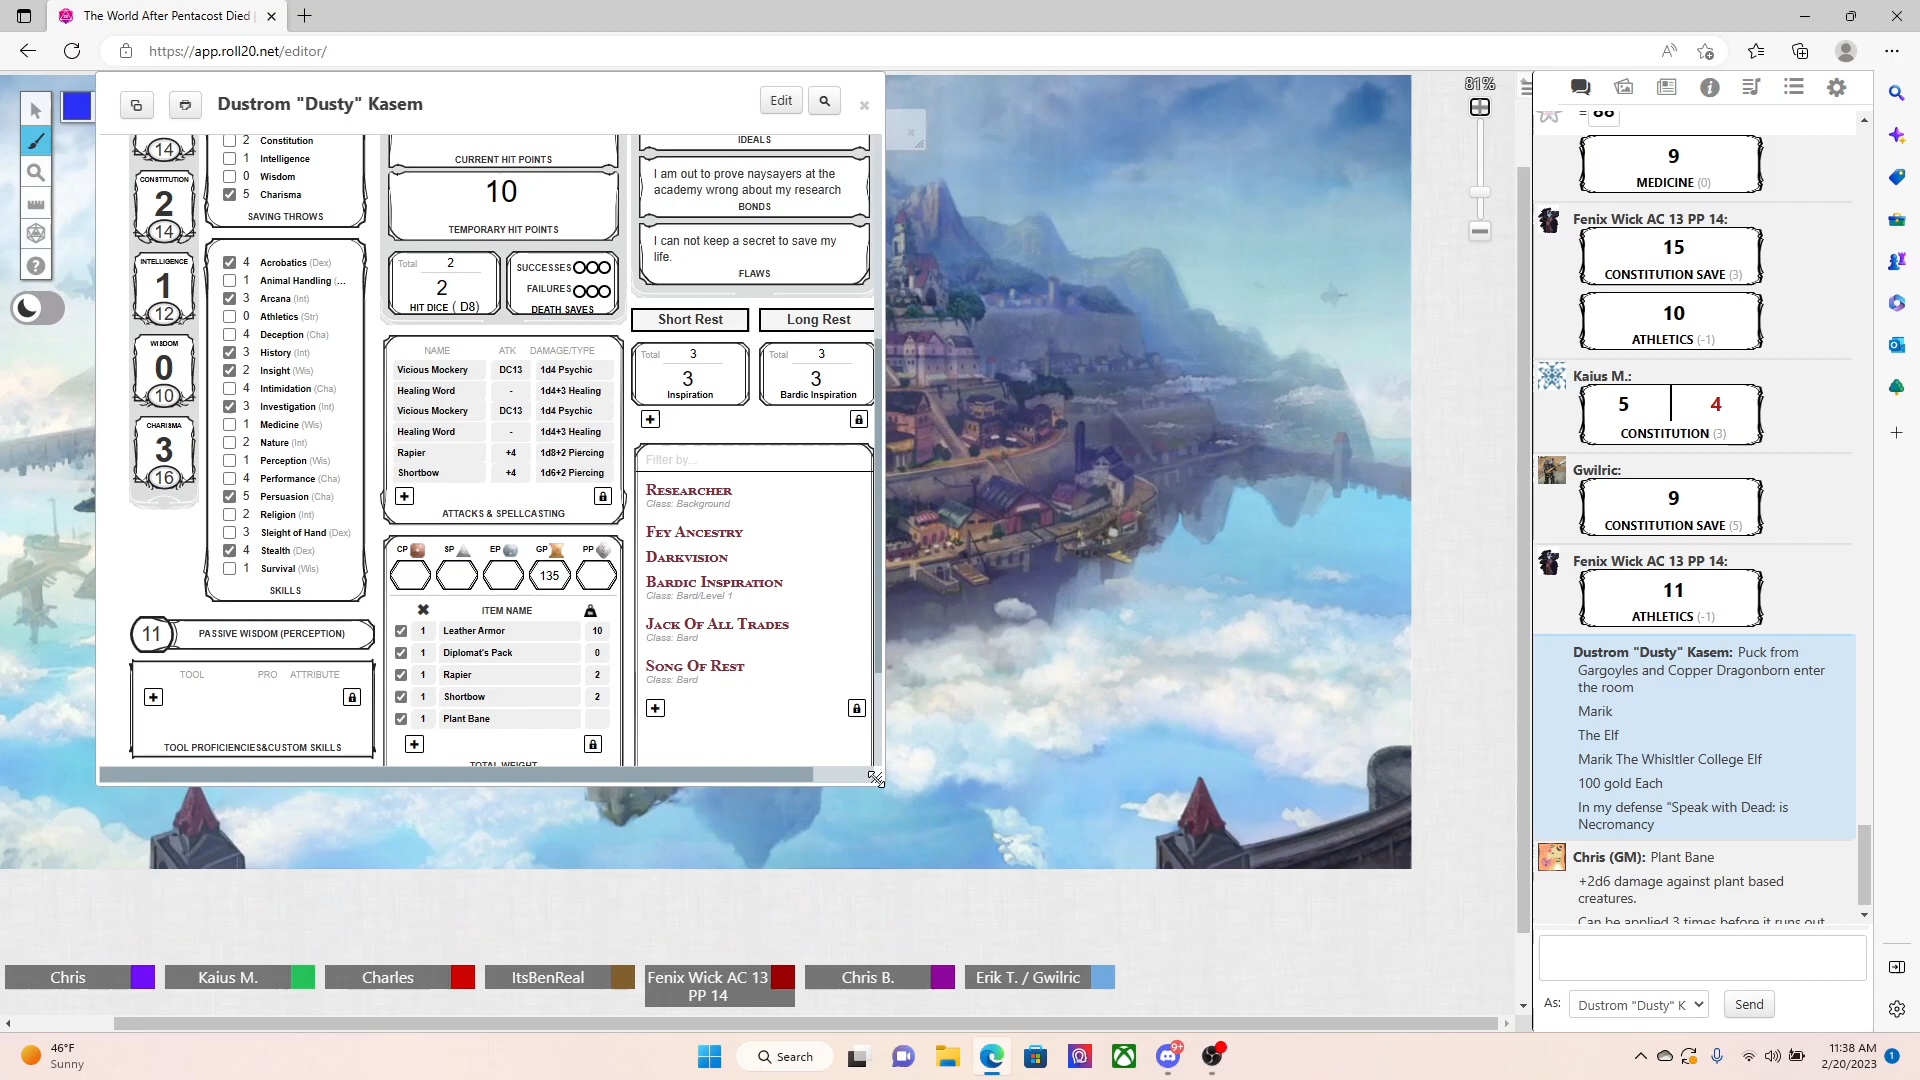 The World After Pentacost Died
https://app.roll20.net/editor/
Dustrom "Dusty" Kasem
Edit
14
CONSTITUTION
2
14
INTELLIGENCE
1
12
WISDOM
0
10
CHARISMA
3
16
2 Constitution
1 Intelligence
0 Wisdom
5 Charisma
SAVING THROWS
4 Acrobatics (Dex)
1 Animal Handling (...
3 Arcana (Int)
0 Athletics (Str)
4 Deception (Cha)
3 History (Int)
2 Insight (Wis)
4 Intimidation (Cha)
3 Investigation (Int)
1 Medicine (Wis)
2 Nature (Int)
1 Perception (Wis)
4 Performance (Cha)
5 Persuasion (Cha)
2 Religion (Int)
3 Sleight of Hand (Dex)
4 Stealth (Dex)
1 Survival (Wis)
SKILLS
11 PASSIVE WISDOM (PERCEPTION)
TOOL PRO ATTRIBUTE
TOOL PROFICIENCIES&CUSTOM SKILLS
CURRENT HIT POINTS
10
TEMPORARY HIT POINTS
Total 2
2
HIT DICE ( D8)
SUCCESSES
FAILURES
DEATH SAVES
NAME ATK DAMAGE/TYPE
Vicious Mockery DC13 1d4 Psychic
Healing Word - 1d4+3 Healing
Vicious Mockery DC13 1d4 Psychic
Healing Word - 1d4+3 Healing
Rapier +4 1d8+2 Piercing
Shortbow +4 1d6+2 Piercing
ATTACKS & SPELLCASTING
CP SP EP GP PP
135
ITEM NAME
1 Leather Armor 10
1 Diplomat's Pack 0
1 Rapier 2
1 Shortbow 2
1 Plant Bane
TOTAL WEIGHT
IDEALS
I am out to prove naysayers at the
academy wrong about my research
BONDS
I can not keep a secret to save my
life.
FLAWS
Short Rest Long Rest
Total 3 Total 3
3 3
Inspiration Bardic Inspiration
Filter by...
RESEARCHER
Class: Background
FEY ANCESTRY
DARKVISION
BARDIC INSPIRATION
Class: Bard/Level 1
JACK OF ALL TRADES
Class: Bard
SONG OF REST
Class: Bard
81%
=
9
MEDICINE (0)
Fenix Wick AC 13 PP 14:
15
CONSTITUTION SAVE (3)
10
ATHLETICS (-1)
Kaius M.:
5 4
CONSTITUTION (3)
Gwilric:
9
CONSTITUTION SAVE (5)
Fenix Wick AC 13 PP 14:
11
ATHLETICS (-1)
Dustrom "Dusty" Kasem: Puck from
Gargoyles and Copper Dragonborn enter
the room
Marik
The Elf
Marik The Whisltler College Elf
100 gold Each
In my defense "Speak with Dead: is
Necromancy
Chris (GM): Plant Bane
+2d6 damage against plant based
creatures.
Can be applied 3 times before it runs out
As: Dustrom "Dusty" K Send
Chris
Kaius M.
Charles
ItsBenReal
Fenix Wick AC 13
PP 14
Chris B.
Erik T. / Gwilric
46°F
Sunny
Search
9+
11:38 AM
2/20/2023
1